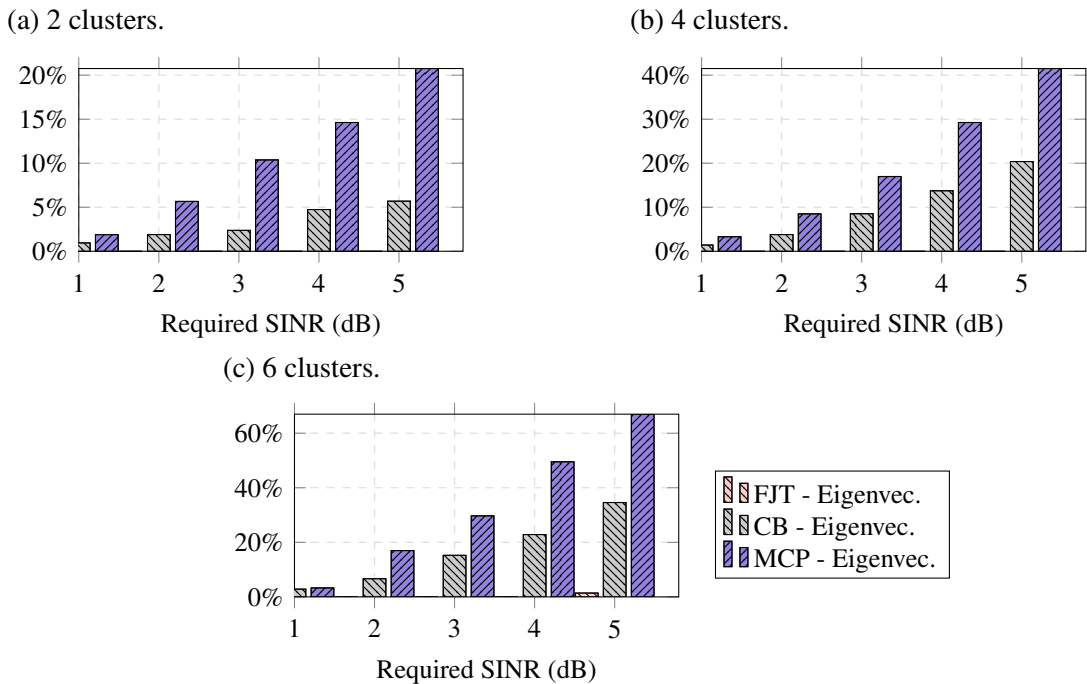 (a) 2 clusters.
20%
15%
10%
5%
0%
1 2 3 4 5
Required SINR (dB)
(b) 4 clusters.
40%
30%
20%
10%
0%
1 2 3 4 5
Required SINR (dB)
(c) 6 clusters.
60%
40%
20%
0%
1 2 3 4 5
Required SINR (dB)
FJT - Eigenvec.
CB - Eigenvec.
MCP - Eigenvec.